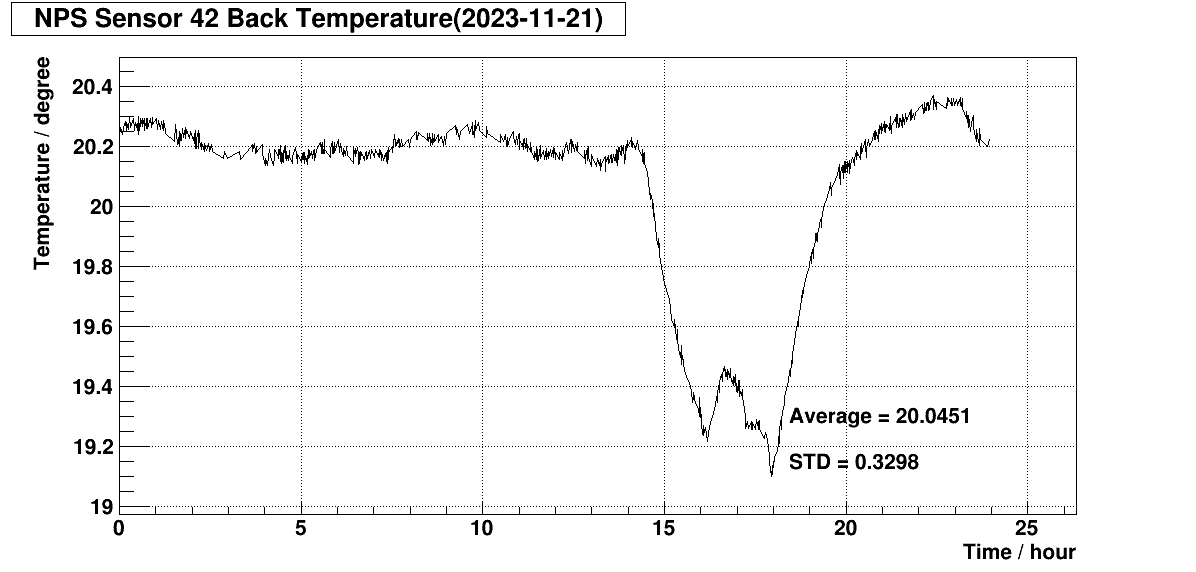 NPS Sensor 42 Back Temperature(2023-11-21)
Temperature / degree
20.4
20.2
20
19.8
19.6
19.4
19.2
19
Average = 20.0451
STD = 0.3298
0 5 10 15 20 25
Time / hour